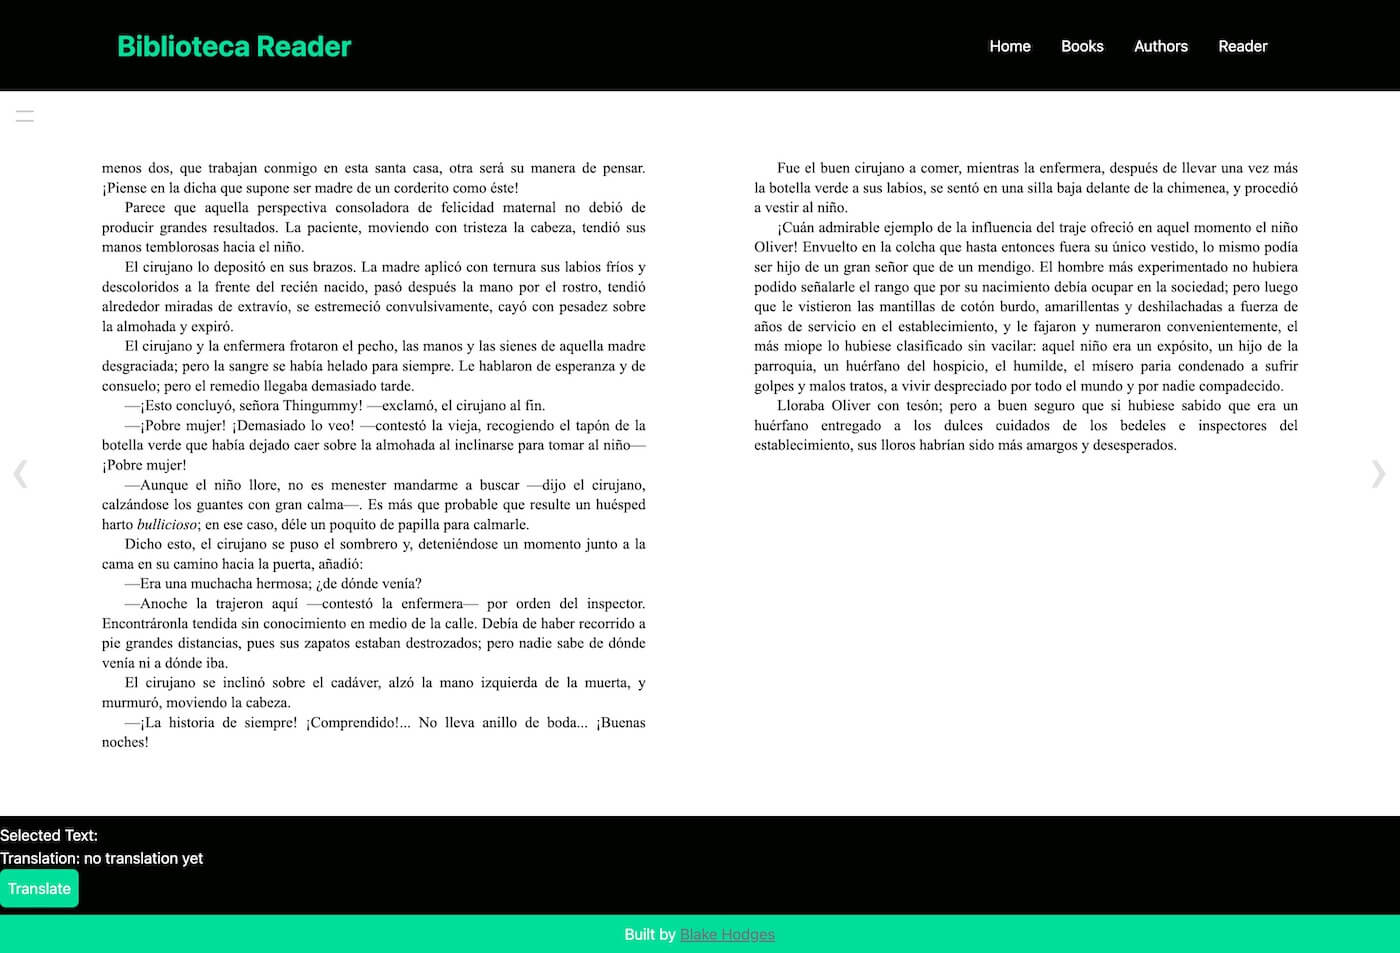 Biblioteca Reader
Home
Books
Authors
Reader
menos dos, que trabajan conmigo en esta santa casa, otra será su manera de pensar.
¡Piense en la dicha que supone ser madre de un corderito como éste!
Parece que aquella perspectiva consoladora de felicidad maternal no debió de
producir grandes resultados. La paciente, moviendo con tristeza la cabeza, tendió sus
manos temblorosas hacia el niño.
El cirujano lo depositó en sus brazos. La madre aplicó con ternura sus labios fríos y
descoloridos a la frente del recién nacido, pasó después la mano por el rostro, tendió
alrededor miradas de extravío, se estremeció convulsivamente, cayó con pesadez sobre
la almohada y expiró.
El cirujano y la enfermera frotaron el pecho, las manos y las sienes de aquella madre
desgraciada; pero la sangre se había helado para siempre. Le hablaron de esperanza y de
consuelo; pero el remedio llegaba demasiado tarde.
—¡Esto concluyó, señora Thingummy! —exclamó, el cirujano al fin.
—¡Pobre mujer! ¡Demasiado lo veo! —contestó la vieja, recogiendo el tapón de la
botella verde que había dejado caer sobre la almohada al inclinarse para tomar al niño—
¡Pobre mujer!
—Aunque el niño llore, no es menester mandarme a buscar —dijo el cirujano,
calzándose los guantes con gran calma—. Es más que probable que resulte un huésped
harto bullicioso; en ese caso, déle un poquito de papilla para calmarle.
Dicho esto, el cirujano se puso el sombrero y, deteniéndose un momento junto a la
cama en su camino hacia la puerta, añadió:
—Era una muchacha hermosa; ¿de dónde venía?
—Anoche la trajeron aquí —contestó la enfermera— por orden del inspector.
Encontráronla tendida sin conocimiento en medio de la calle. Debía de haber recorrido a
pie grandes distancias, pues sus zapatos estaban destrozados; pero nadie sabe de dónde
venía ni a dónde iba.
El cirujano se inclinó sobre el cadáver, alzó la mano izquierda de la muerta, y
murmuró, moviendo la cabeza.
—¡La historia de siempre! ¡Comprendido!... No lleva anillo de boda... ¡Buenas
noches!
Fue el buen cirujano a comer, mientras la enfermera, después de llevar una vez más
la botella verde a sus labios, se sentó en una silla baja delante de la chimenea, y procedió
a vestir al niño.
¡Cuán admirable ejemplo de la influencia del traje ofreció en aquel momento el niño
Oliver! Envuelto en la colcha que hasta entonces fuera su único vestido, lo mismo podía
ser hijo de un gran señor que de un mendigo. El hombre más experimentado no hubiera
podido señalarle el rango que por su nacimiento debía ocupar en la sociedad; pero luego
que le vistieron las mantillas de cotón burdo, amarillentas y deshilachadas a fuerza de
años de servicio en el establecimiento, y le fajaron y numeraron convenientemente, el
más miope lo hubiese clasificado sin vacilar: aquel niño era un expósito, un hijo de la
parroquia, un huérfano del hospicio, el humilde, el mísero paria condenado a sufrir
golpes y malos tratos, a vivir despreciado por todo el mundo y por nadie compadecido.
Lloraba Oliver con tesón; pero a buen seguro que si hubiese sabido que era un
huérfano entregado a los dulces cuidados de los bedeles e inspectores del
establecimiento, sus lloros habrían sido más amargos y desesperados.
Selected Text:
Translation: no translation yet
Translate
Built by Blake Hodges